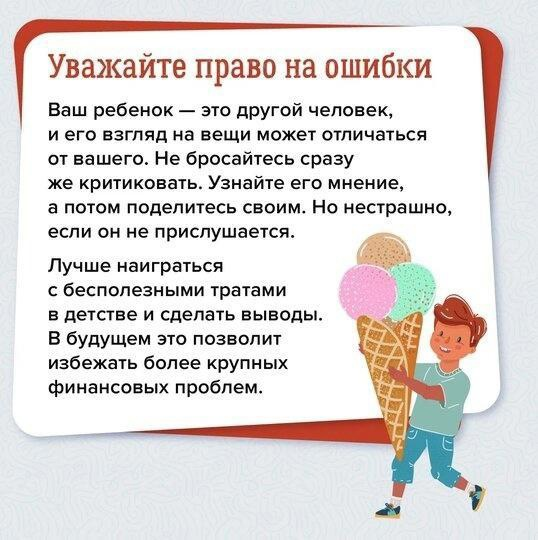 Уважайте право на ошибки
Ваш ребенок — это другой человек,
и его взгляд на вещи может отличаться
от вашего. Не бросайтесь сразу
же критиковать. Узнайте его мнение,
а потом поделитесь своим. Но нестрашно,
если он не прислушается.
Лучше наиграться
с бесполезными тратами
в детстве и сделать выводы.
В будущем это позволит
избежать более крупных
финансовых проблем.